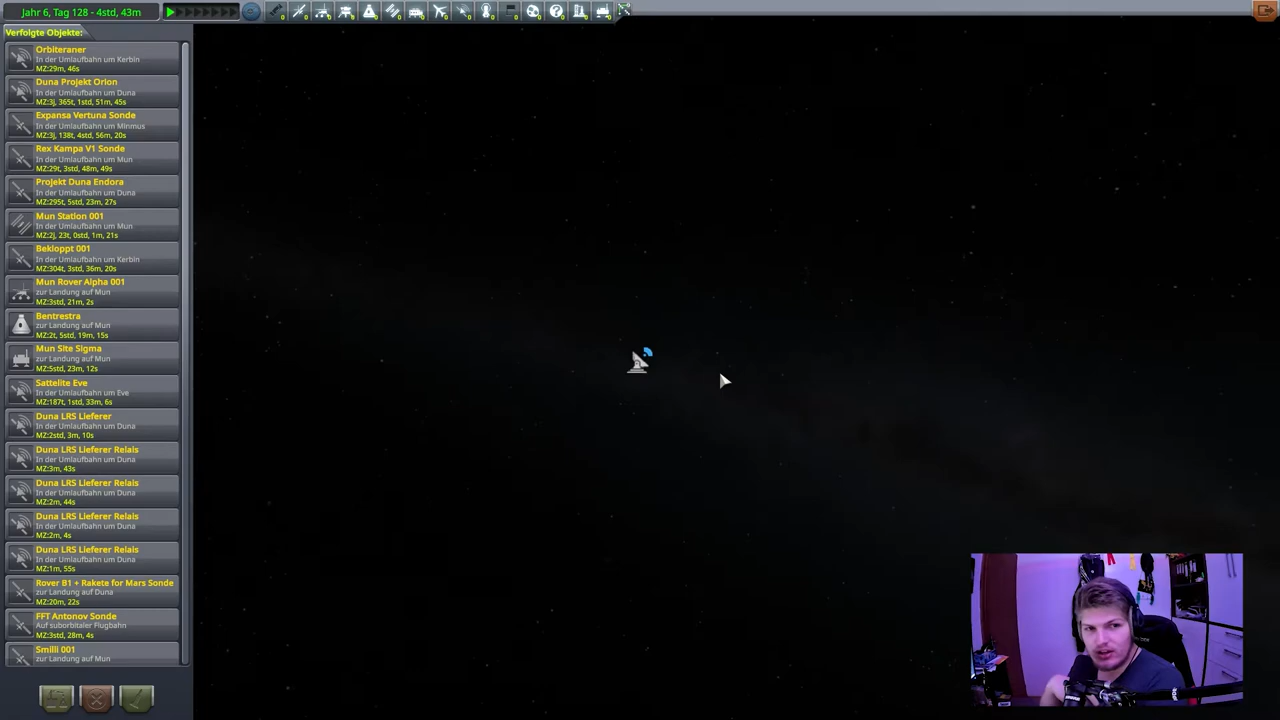 Jahr 6, Tag 128 - 4std, 43m
Verfolgte Objekte:
Orbiteraner
In der Umlaufbahn um Kerbin
MZ:29m, 46s
Duna Projekt Orion
In der Umlaufbahn um Duna
MZ:3j, 365t, 1std, 51m, 45s
Expansa Vertuna Sonde
In der Umlaufbahn um Minmus
MZ:3j, 138t, 4std, 56m, 20s
Rex Kampa V1 Sonde
In der Umlaufbahn um Mun
MZ:29t, 3std, 48m, 49s
Projekt Duna Endora
In der Umlaufbahn um Duna
MZ:295t, 5std, 23m, 27s
Mun Station 001
In der Umlaufbahn um Mun
MZ:2j, 23t, 0std, 1m, 21s
Bekloppt 001
In der Umlaufbahn um Kerbin
MZ:304t, 3std, 36m, 20s
Mun Rover Alpha 001
zur Landung auf Mun
MZ:3std, 21m, 2s
Bentrestra
zur Landung auf Mun
MZ:2t, 5std, 19m, 15s
Mun Site Sigma
zur Landung auf Mun
MZ:5std, 23m, 12s
Sattelite Eve
In der Umlaufbahn um Eve
MZ:187t, 1std, 33m, 6s
Duna LRS Lieferer
In der Umlaufbahn um Duna
MZ:2std, 3m, 10s
Duna LRS Lieferer Relais
In der Umlaufbahn um Duna
MZ:3m, 43s
Duna LRS Lieferer Relais
In der Umlaufbahn um Duna
MZ:2m, 44s
Duna LRS Lieferer Relais
In der Umlaufbahn um Duna
MZ:2m, 4s
Duna LRS Lieferer Relais
In der Umlaufbahn um Duna
MZ:1m, 55s
Rover B1 + Rakete for Mars Sonde
zur Landung auf Duna
MZ:20m, 22s
FFT Antonov Sonde
Auf suborbitaler Flugbahn
MZ:3std, 28m, 4s
Smilli 001
zur Landung auf Mun